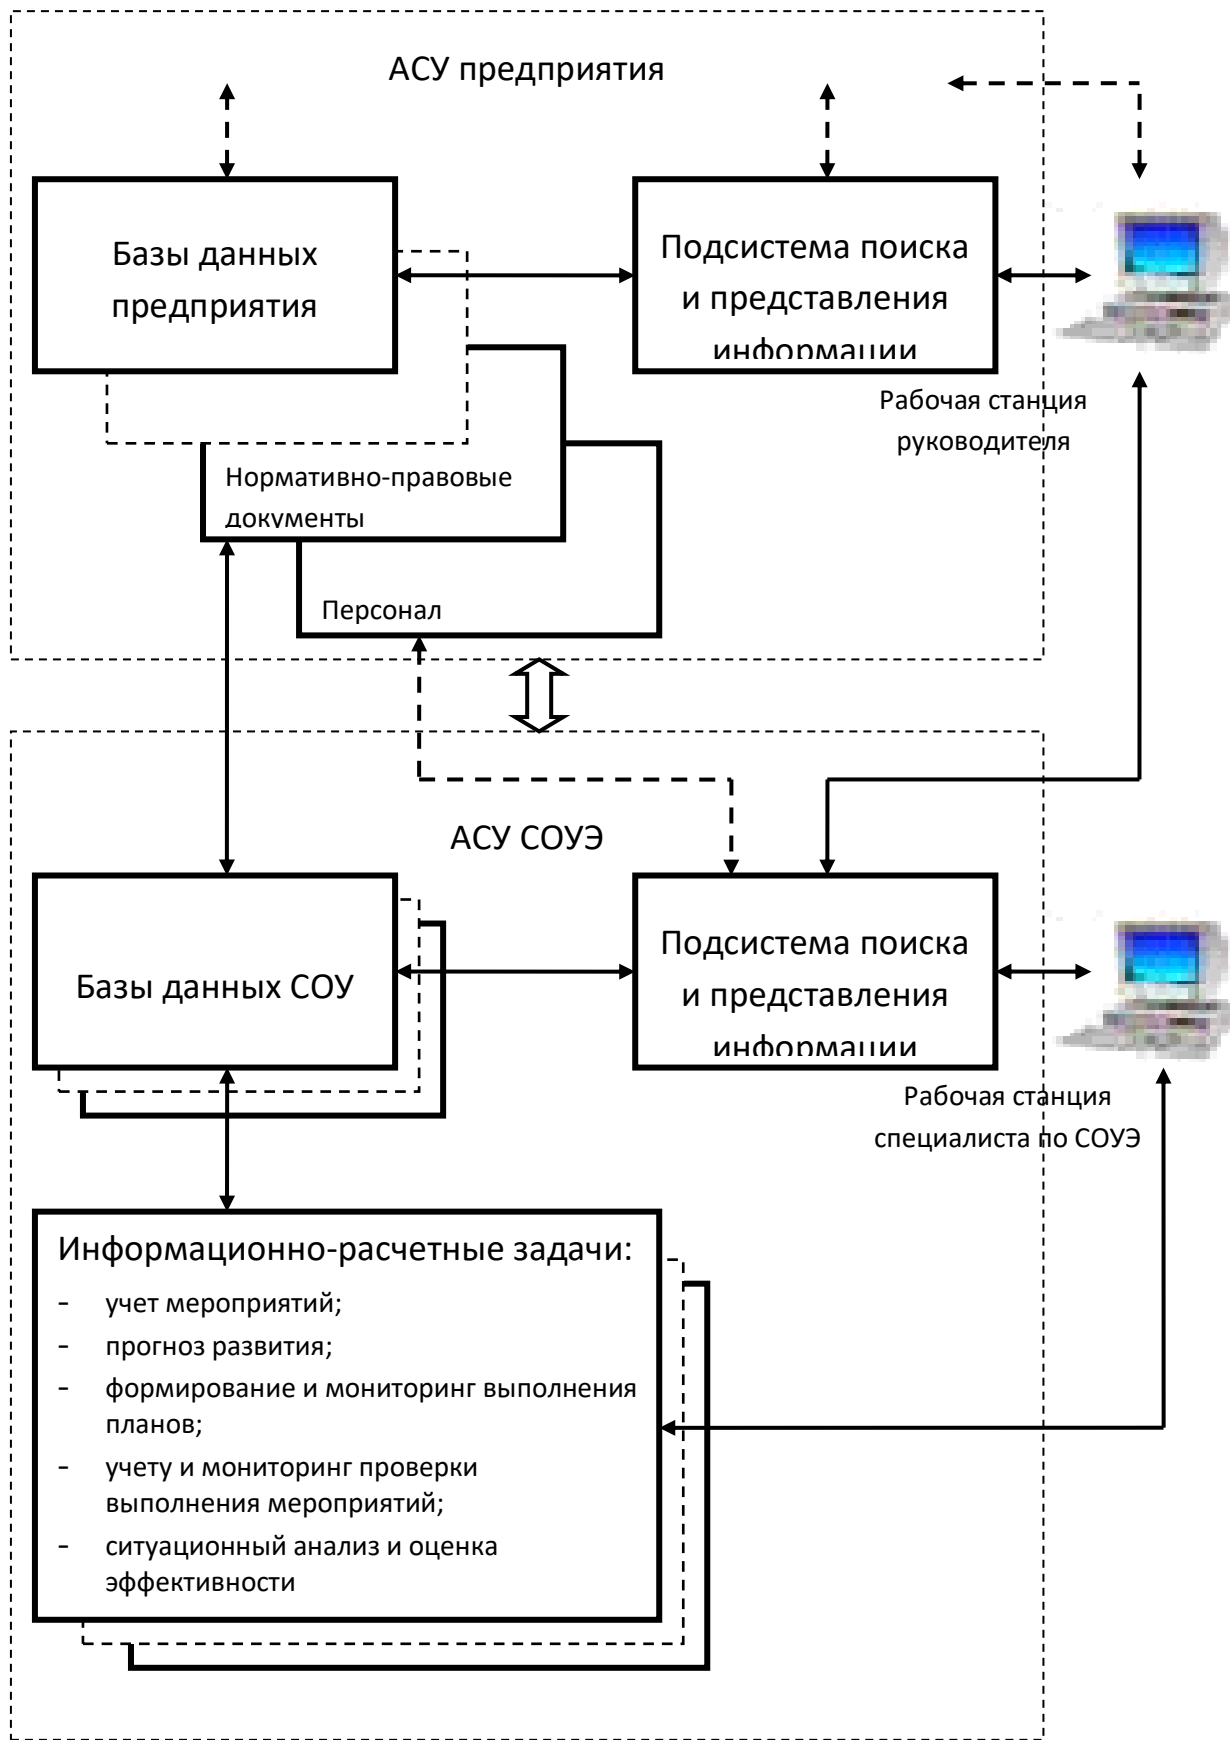 АСУ предприятия
Базы данных
предприятия
Подсистема поиска
и представления
информации
Рабочая станция
руководителя
Нормативно-правовые
документы
Персонал
АСУ СОУЭ
Базы данных СОУ
Подсистема поиска
и представления
информации
Рабочая станция
специалиста по СОУЭ
Информационно-расчетные задачи:
- учет мероприятий;
- прогноз развития;
- формирование и мониторинг выполнения
планов;
- учету и мониторинг проверки
выполнения мероприятий;
- ситуационный анализ и оценка
эффективности